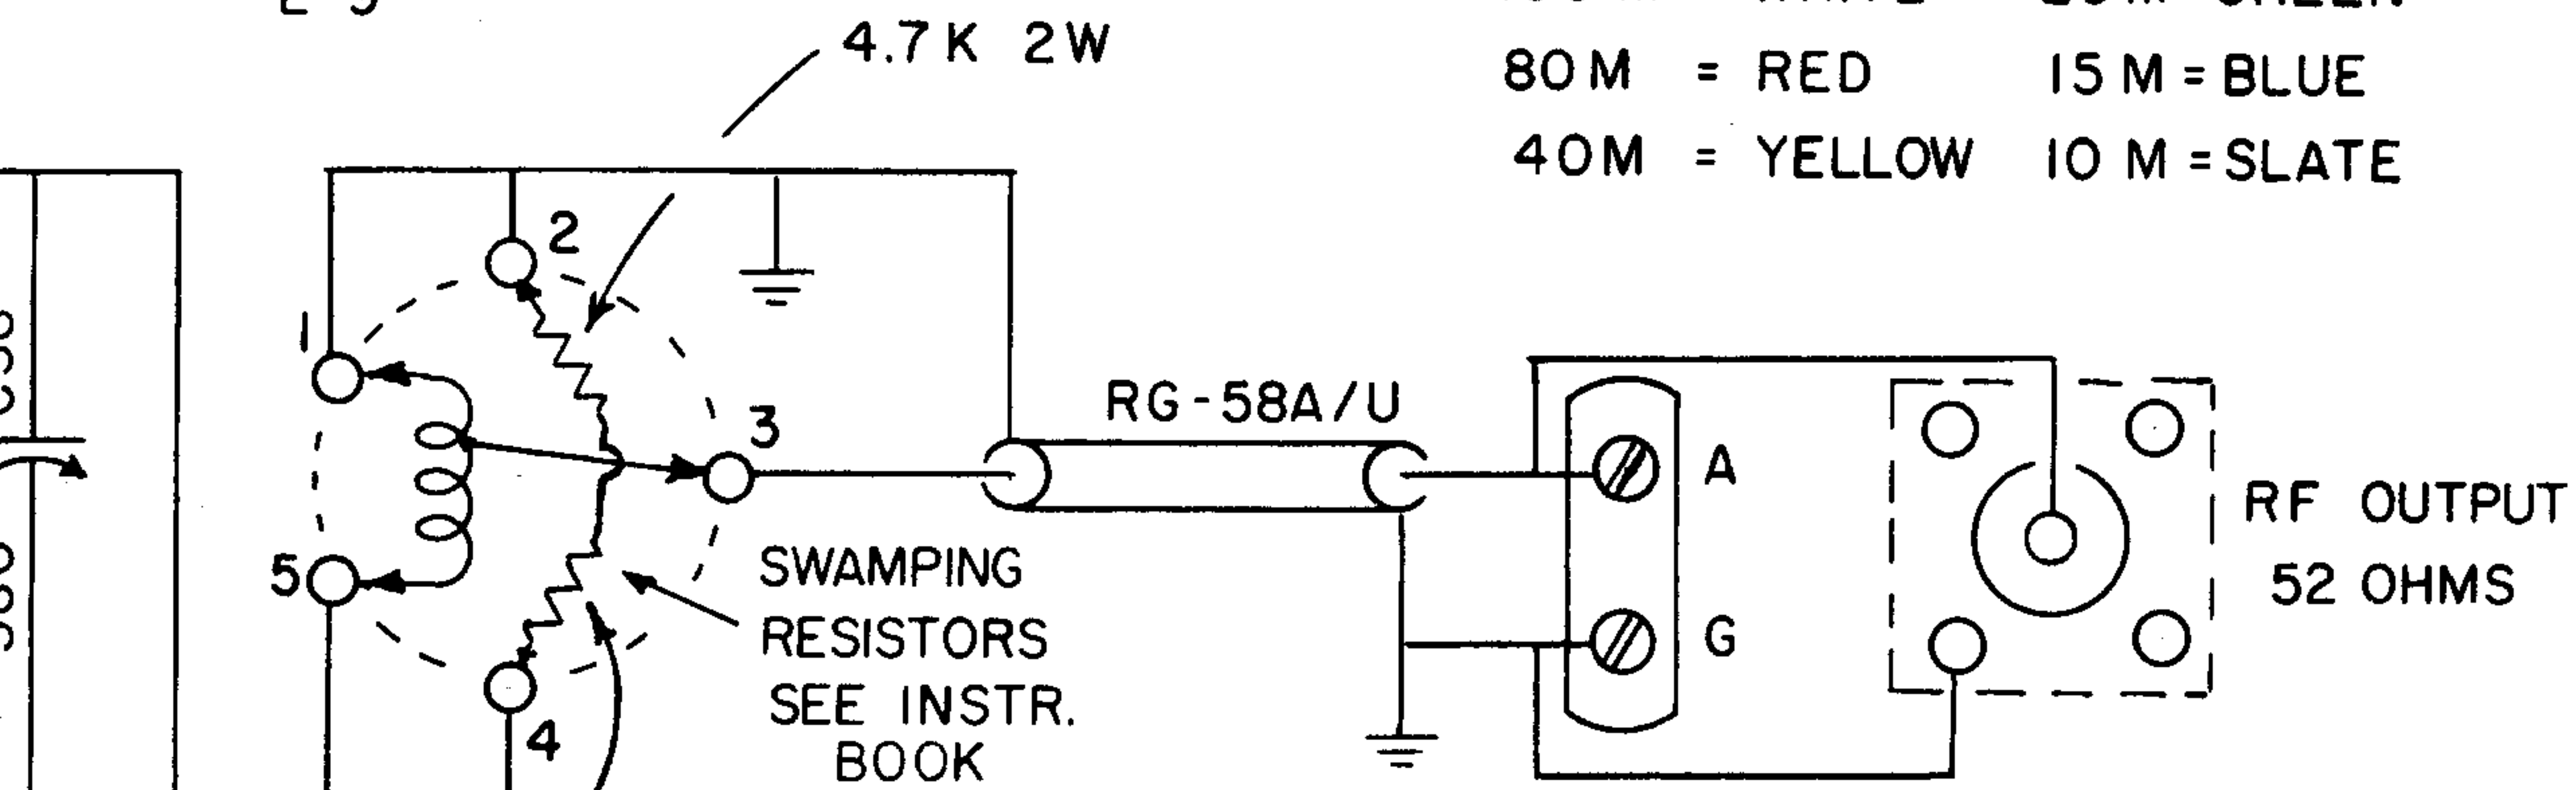 4.7K 2W
80M = RED 15M = BLUE
40M = YELLOW 10M = SLATE
2
1
3
RG-58A/U
A
RF OUTPUT
52 OHMS
5
SWAMPING
RESISTORS
SEE INSTR.
BOOK
G
4